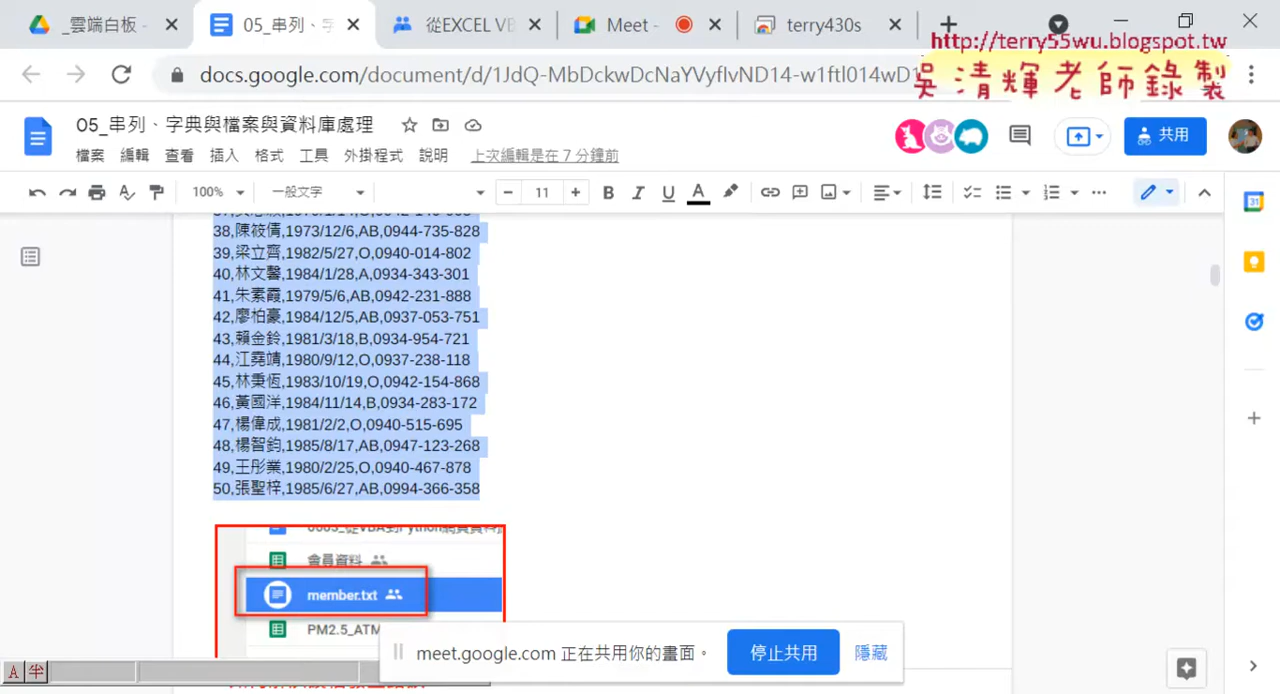 _雲端白板 -
05_串列、字
從EXCEL VB
Meet -
terry430s
http://terry55wu.blogspot.tw
吳清輝老師錄製
docs.google.com/document/d/1JdQ-MbDckwDcNaYVyfIvND14-w1ftl014wD1
05_串列、字典與檔案與資料庫處理
共用
檔案 編輯 查看 插入 格式 工具 外掛程式 說明 上次編輯是在 7 分鐘前
100% 一般文字 11 B I U A
31
38,陳筱倩,1973/12/6,AB,0944-735-828
39,梁立齊,1982/5/27,O,0940-014-802
40,林文馨,1984/1/28,A,0934-343-301
41,朱素霞,1979/5/6,AB,0942-231-888
42,廖柏豪,1984/12/5,AB,0937-053-751
43,賴金鈴,1981/3/18,B,0934-954-721
44,江堯靖,1980/9/12,O,0937-238-118
45,林秉恆,1983/10/19,O,0942-154-868
46,黃國洋,1984/11/14,B,0934-283-172
47,楊偉成,1981/2/2,O,0940-515-695
48,楊智鈞,1985/8/17,AB,0947-123-268
49,王彤業,1980/2/25,O,0940-467-878
50,張聖梓,1985/6/27,AB,0994-366-358
會員資料
member.txt
PM2.5_ATM
meet.google.com 正在共用你的畫面。
停止共用
隱藏
A 半